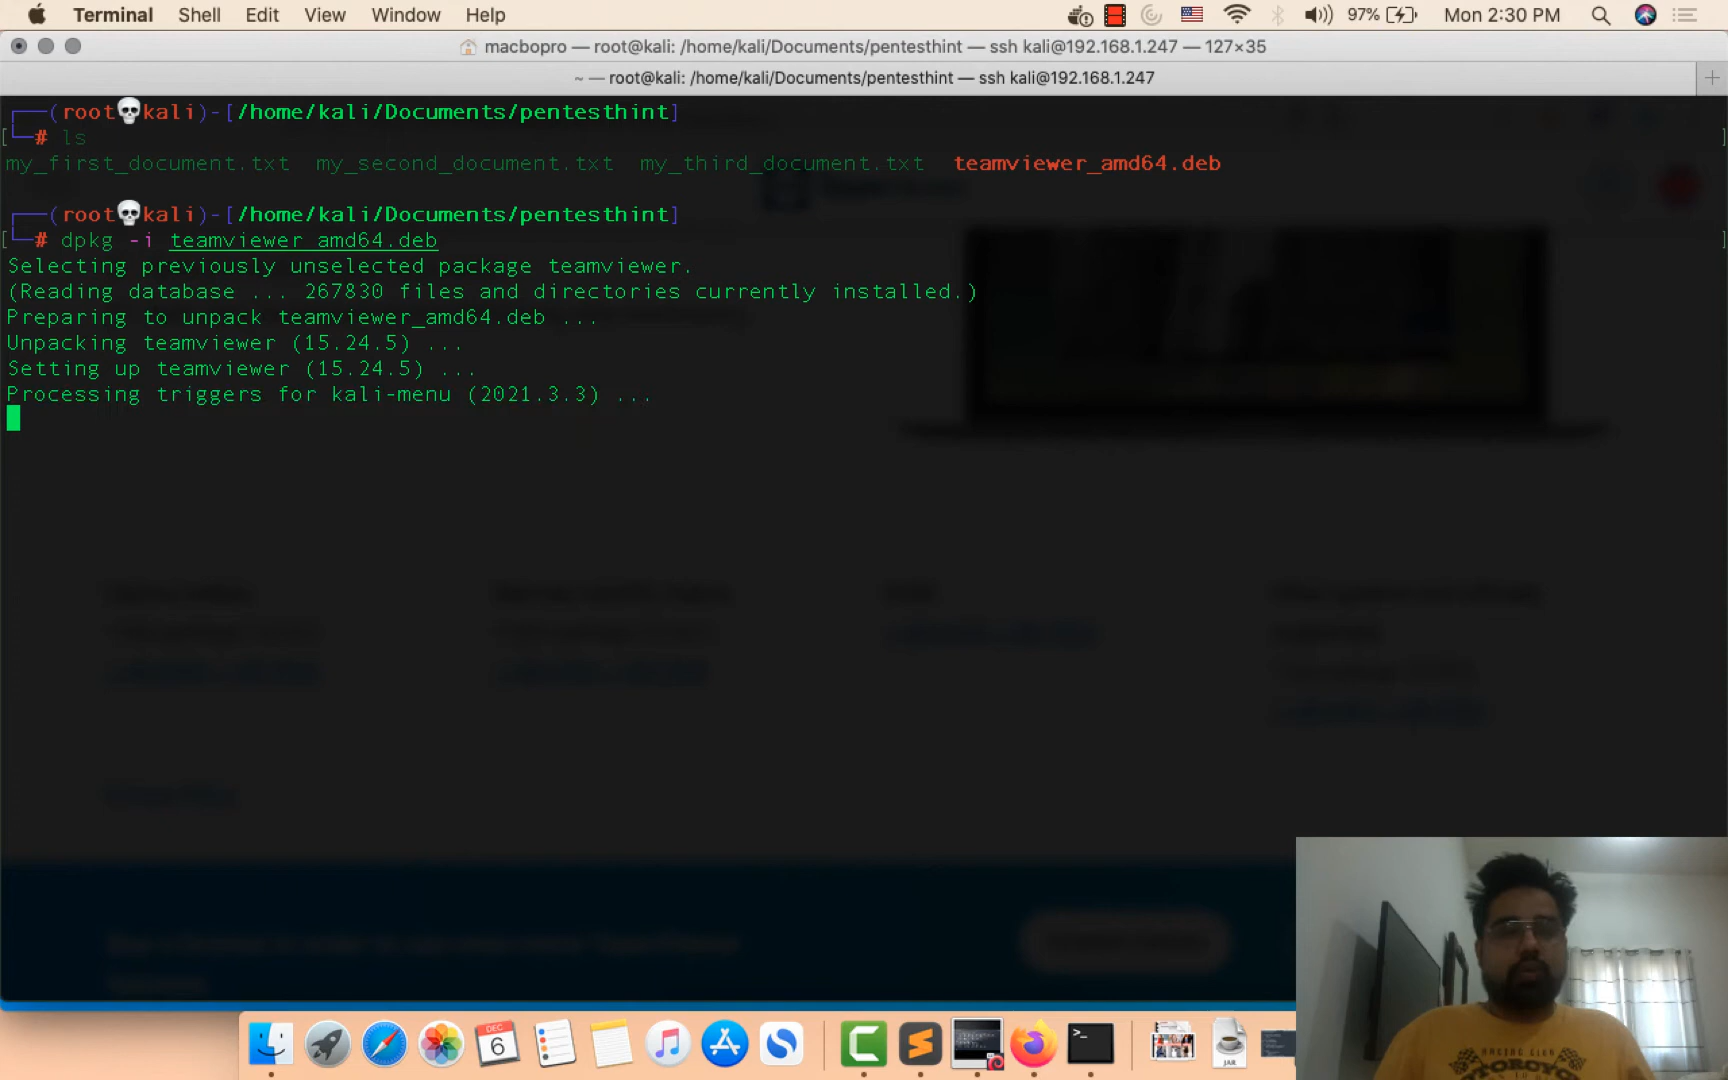 Terminal Shell Edit View Window Help 97% Mon 2:30 PM
macbopro — root@kali: /home/kali/Documents/pentesthint — ssh kali@192.168.1.247 — 127×35
~ — root@kali: /home/kali/Documents/pentesthint — ssh kali@192.168.1.247
┌──(root💀kali)-[/home/kali/Documents/pentesthint]
└─# ls
my_first_document.txt my_second_document.txt my_third_document.txt teamviewer_amd64.deb
┌──(root💀kali)-[/home/kali/Documents/pentesthint]
└─# dpkg -i teamviewer_amd64.deb
Selecting previously unselected package teamviewer.
(Reading database ... 267830 files and directories currently installed.)
Preparing to unpack teamviewer_amd64.deb ...
Unpacking teamviewer (15.24.5) ...
Setting up teamviewer (15.24.5) ...
Processing triggers for kali-menu (2021.3.3) ...
DEC
6
JAR
RACING CLUB